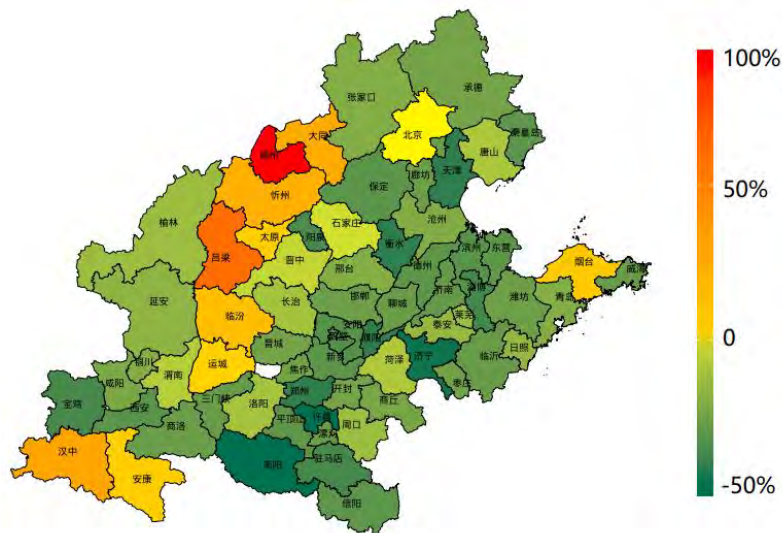 100%
50%
0
-50%
承德
张家口
北京
秦皇岛
唐山
大同
朔州
廊坊
天津
保定
忻州
沧州
榆林
石家庄
太原
阳泉
衡水
滨州
东营
烟台
威海
吕梁
晋中
邢台
德州
济南
淄博
潍坊
青岛
延安
临汾
长治
邯郸
聊城
莱芜
泰安
安阳
濮阳
晋城
铜川
运城
新乡
菏泽
济宁
临沂
日照
咸阳
渭南
焦作
宝鸡
西安
三门峡
洛阳
郑州
开封
商丘
枣庄
商洛
平顶山
许昌
周口
漯河
汉中
安康
南阳
驻马店
信阳